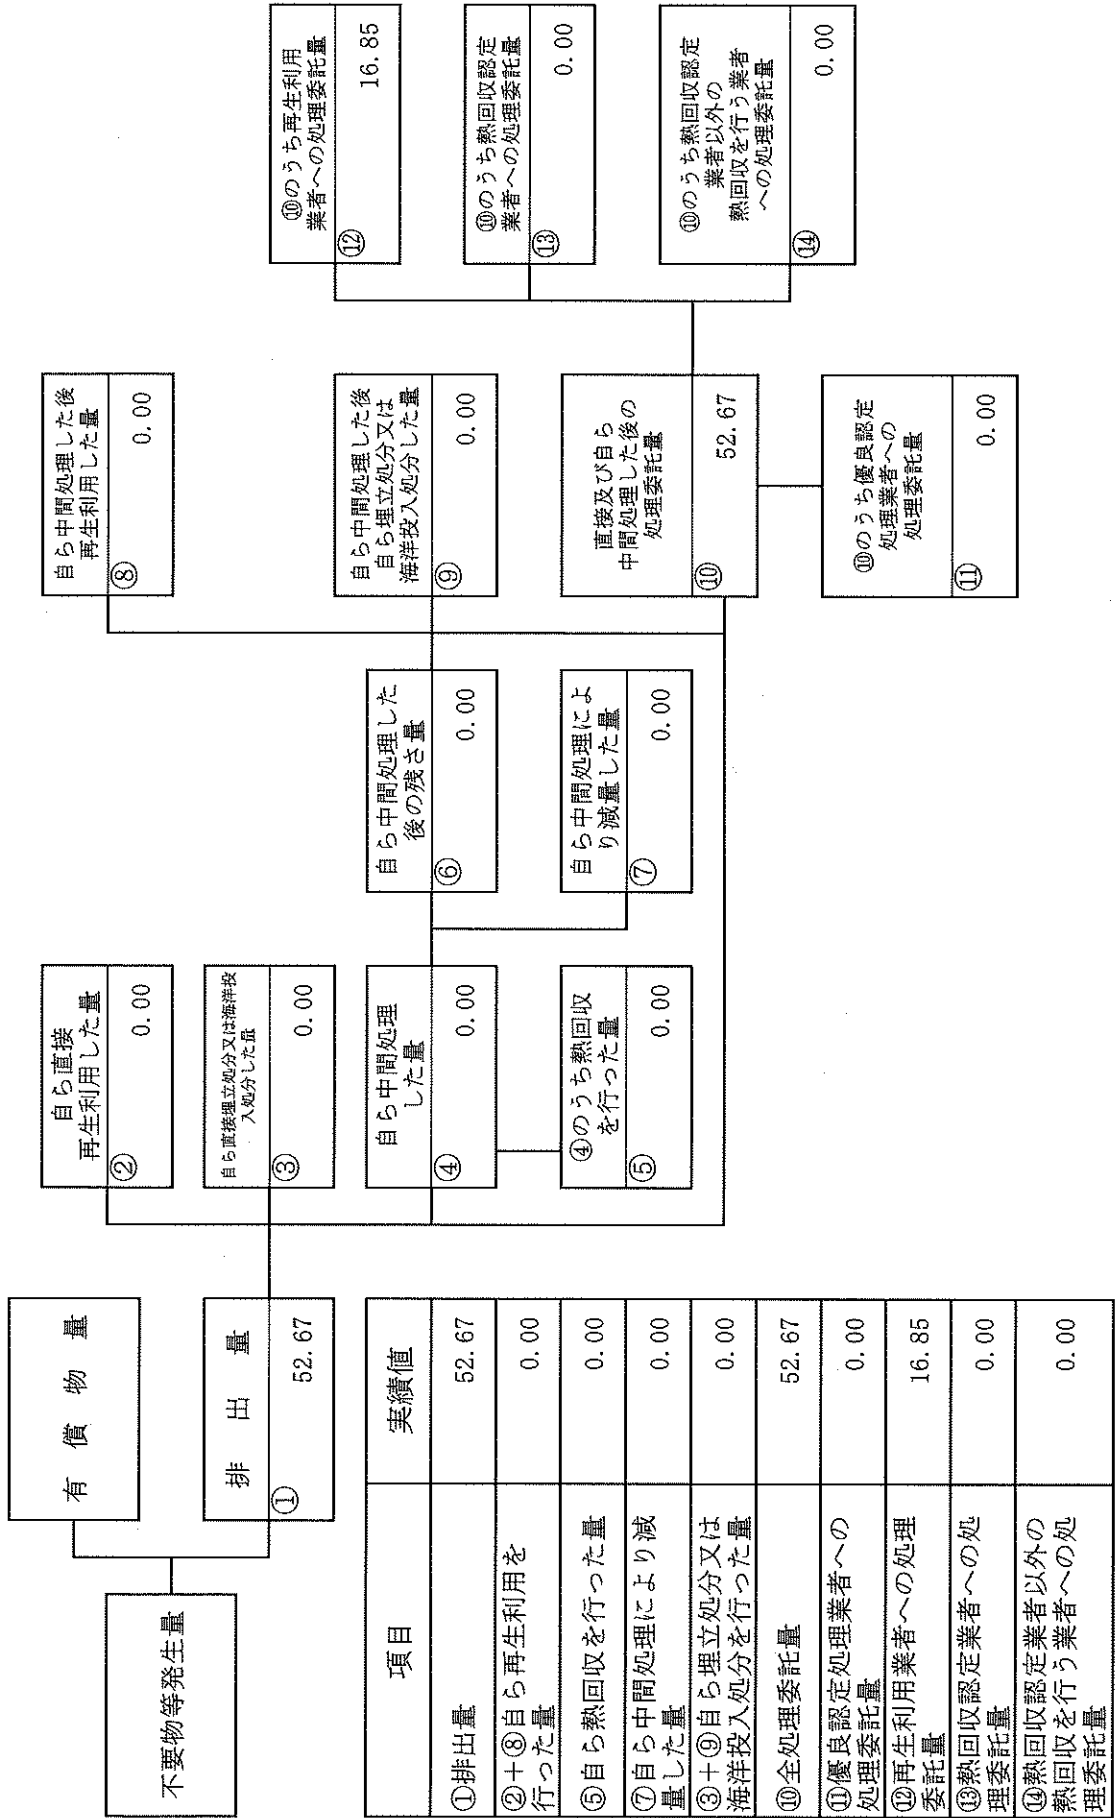 不要物等発生量
有償物量
排出量
①
52.67
自ら直接
再生利用した量
②
0.00
自ら直接埋立処分又は海洋投
入処分した量
③
0.00
自ら中間処理
した量
④
0.00
④のうち熱回収
を行った量
⑤
0.00
自ら中間処理した
後の残さ量
⑥
0.00
自ら中間処理によ
り減量した量
⑦
0.00
自ら中間処理した後
再生利用した量
⑧
0.00
自ら中間処理した後
自ら埋立処分又は
海洋投入処分した量
⑨
0.00
直接及び自ら
中間処理した後の
処理委託量
⑩
52.67
⑩のうち優良認定
処理業者への
処理委託量
⑪
0.00
⑩のうち再生利用
業者への処理委託量
⑫
16.85
⑩のうち熱回収認定
業者への処理委託量
⑬
0.00
⑩のうち熱回収認定
業者以外の
熱回収を行う業者
への処理委託量
⑭
0.00
項目 実績値
①排出量 52.67
②+⑧自ら再生利用を
行った量 0.00
⑤自ら熱回収を行った量 0.00
⑦自ら中間処理により減
量した量 0.00
③+⑨自ら埋立処分又は
海洋投入処分を行った量 0.00
⑩全処理委託量 52.67
⑪優良認定処理業者への
処理委託量 0.00
⑫再生利用業者への処理
委託量 16.85
⑬熱回収認定業者への処
理委託量 0.00
⑭熱回収認定業者以外の
熱回収を行う業者への処
理委託量 0.00